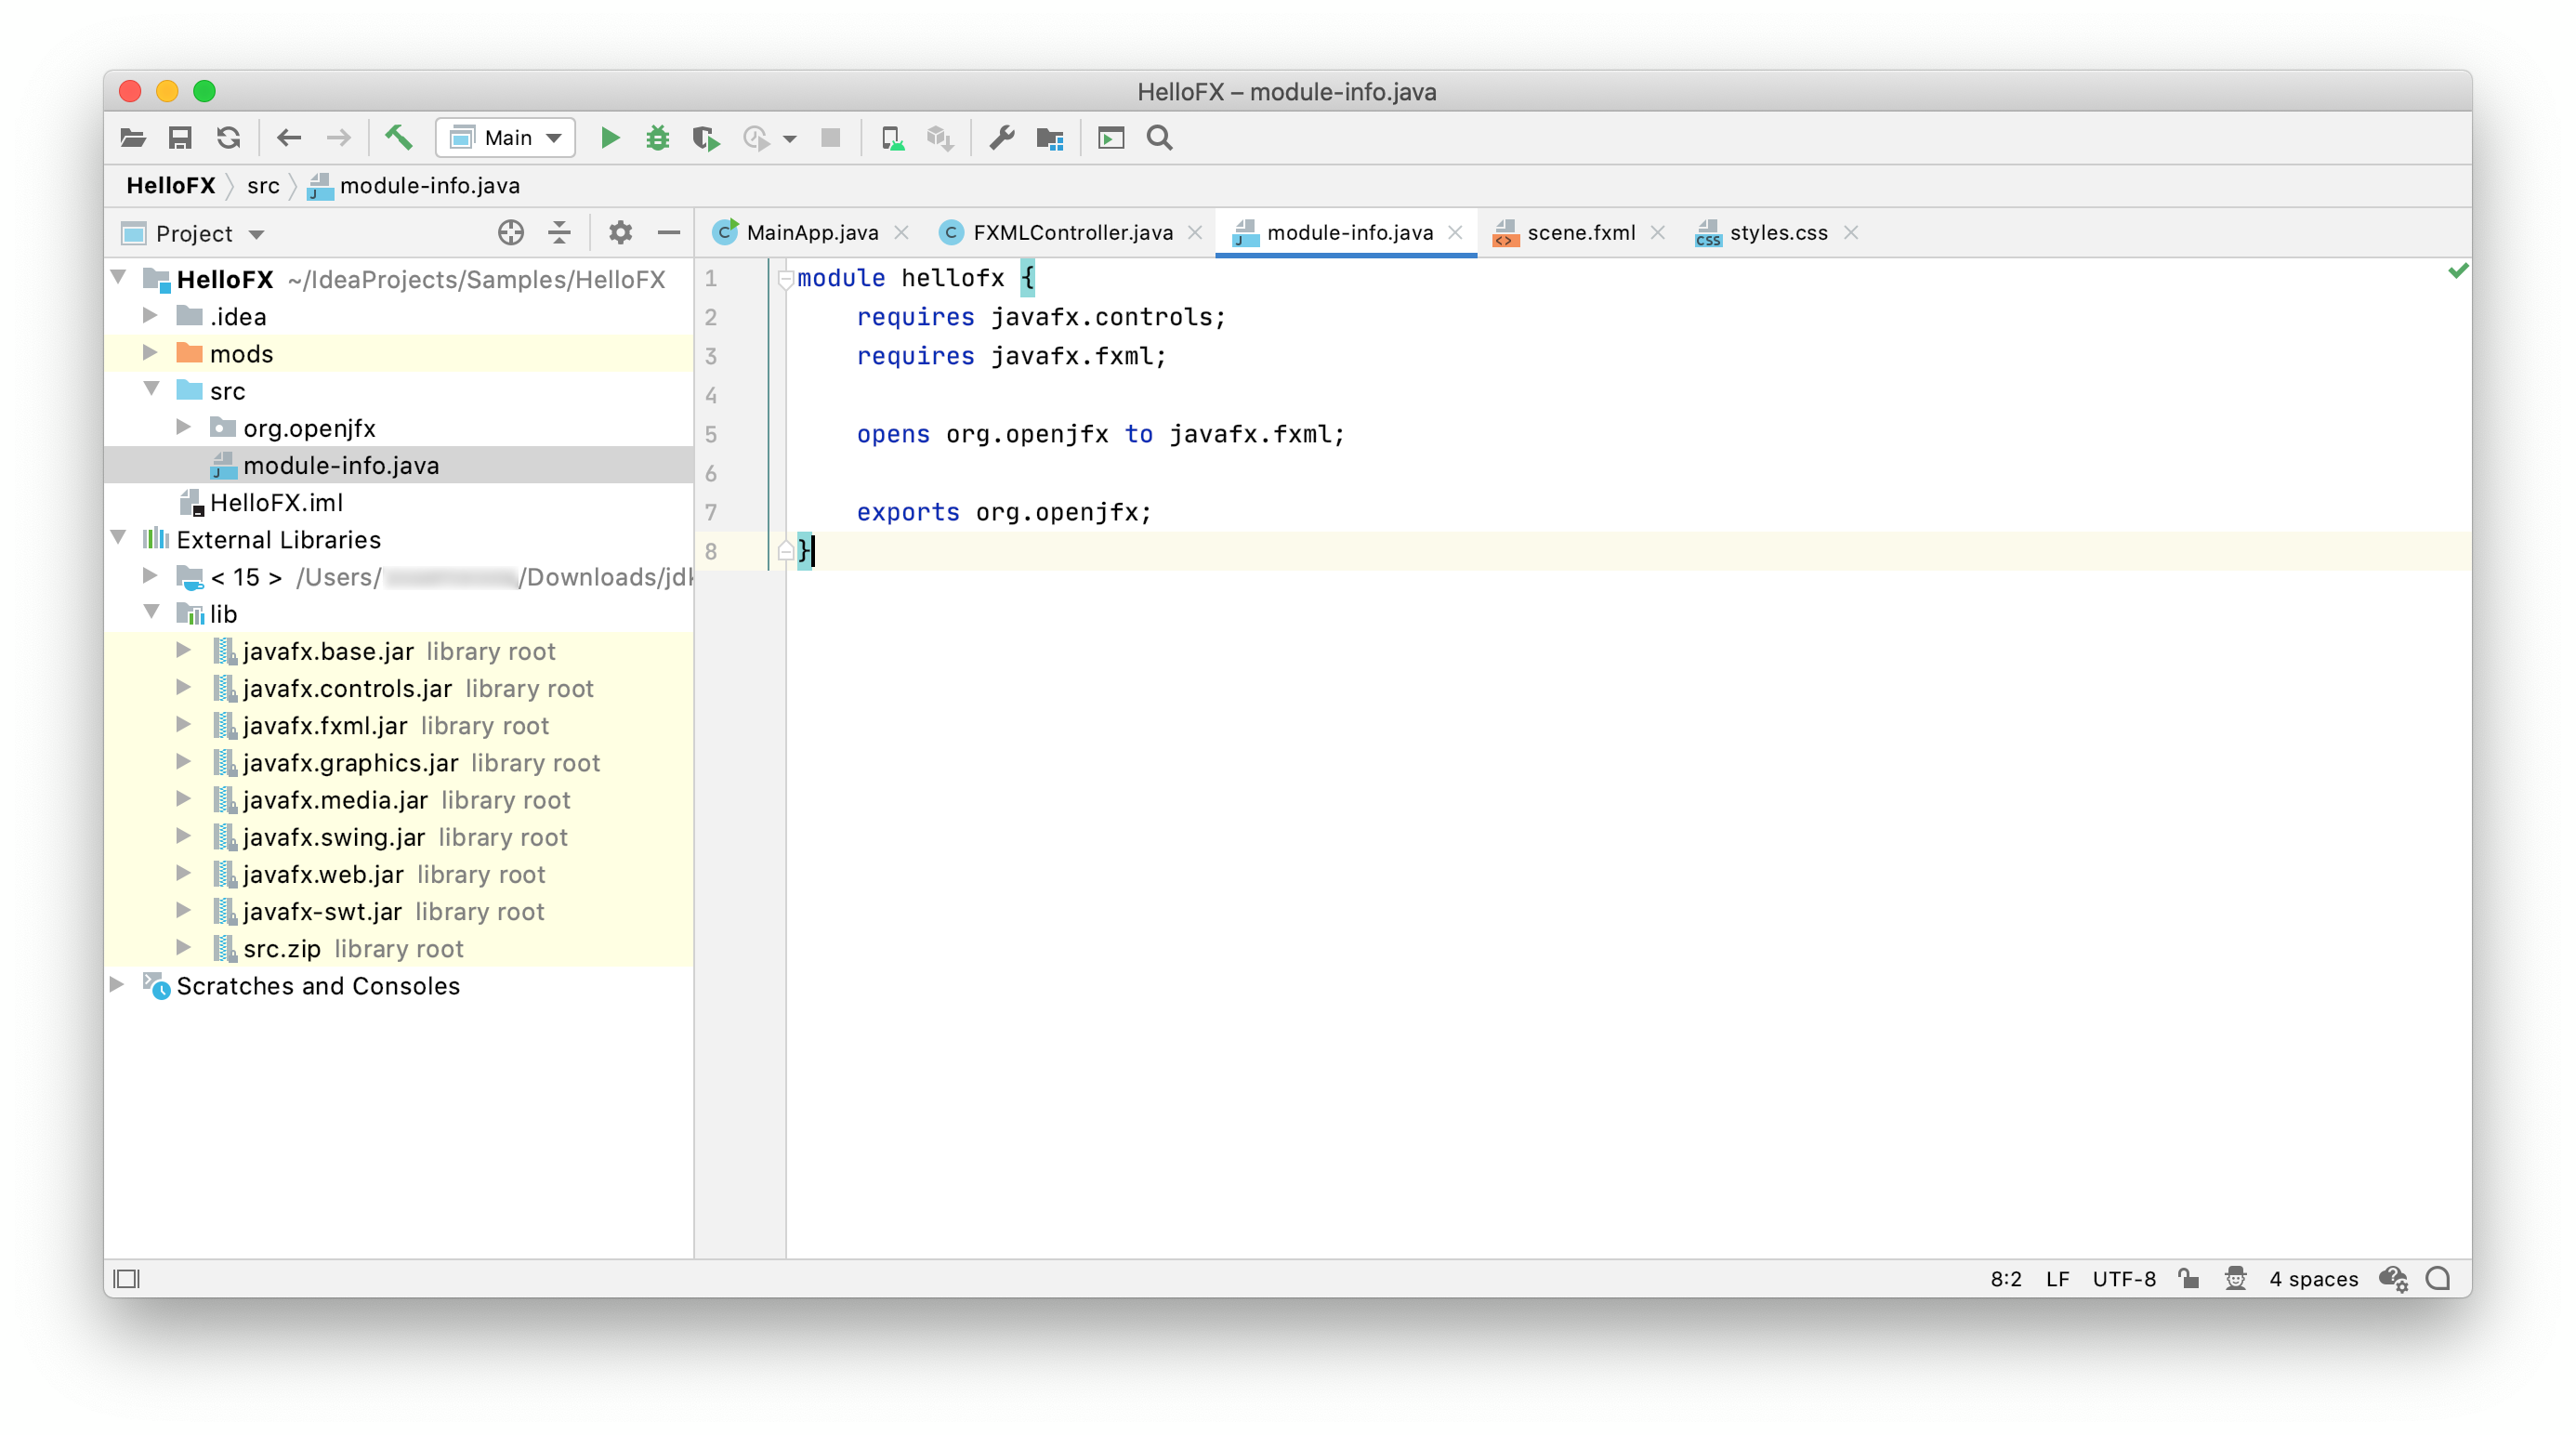 HelloFX – module-info.java
Main
HelloFX src module-info.java
Project
MainApp.java FXMLController.java module-info.java scene.fxml styles.css
HelloFX ~/IdeaProjects/Samples/HelloFX
.idea
mods
src
org.openjfx
module-info.java
HelloFX.iml
External Libraries
< 15 > /Users/ /Downloads/jdk
lib
javafx.base.jar library root
javafx.controls.jar library root
javafx.fxml.jar library root
javafx.graphics.jar library root
javafx.media.jar library root
javafx.swing.jar library root
javafx.web.jar library root
javafx-swt.jar library root
src.zip library root
Scratches and Consoles
1 module hellofx {
2 requires javafx.controls;
3 requires javafx.fxml;
4
5 opens org.openjfx to javafx.fxml;
6
7 exports org.openjfx;
8 }
8:2 LF UTF-8 4 spaces